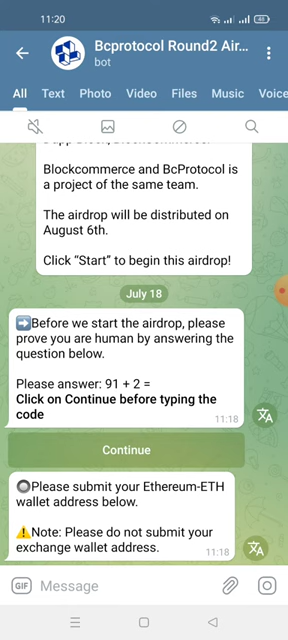 11:20
48
Bcprotocol Round2 Air...
bot
All Text Photo Video Files Music Voice
Blockcommerce and BcProtocol is
a project of the same team.
The airdrop will be distributed on
August 6th.
Click “Start” to begin this airdrop!
July 18
➡Before we start the airdrop, please
prove you are human by answering the
question below.
Please answer: 91 + 2 =
Click on Continue before typing the
code
11:18
Continue
🔘Please submit your Ethereum-ETH
wallet address below.
⚠Note: Please do not submit your
exchange wallet address.
11:18
GIF Message